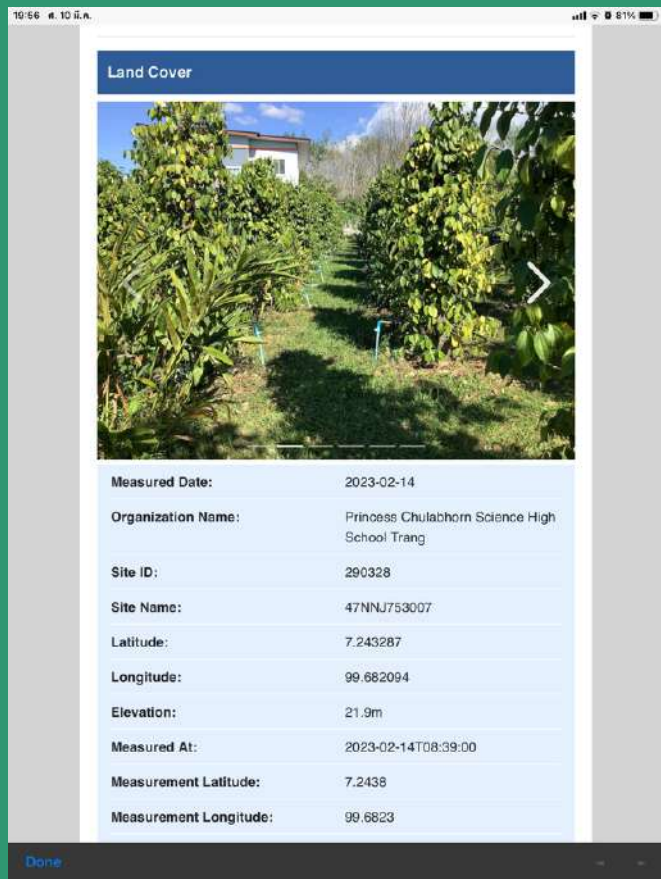 19:56 ศ. 10 มี.ค.
81%
Land Cover
Measured Date: 2023-02-14
Organization Name: Princess Chulabhorn Science High
School Trang
Site ID: 290328
Site Name: 47NNJ753007
Latitude: 7.243287
Longitude: 99.682094
Elevation: 21.9m
Measured At: 2023-02-14T08:39:00
Measurement Latitude: 7.2438
Measurement Longitude: 99.6823
Done